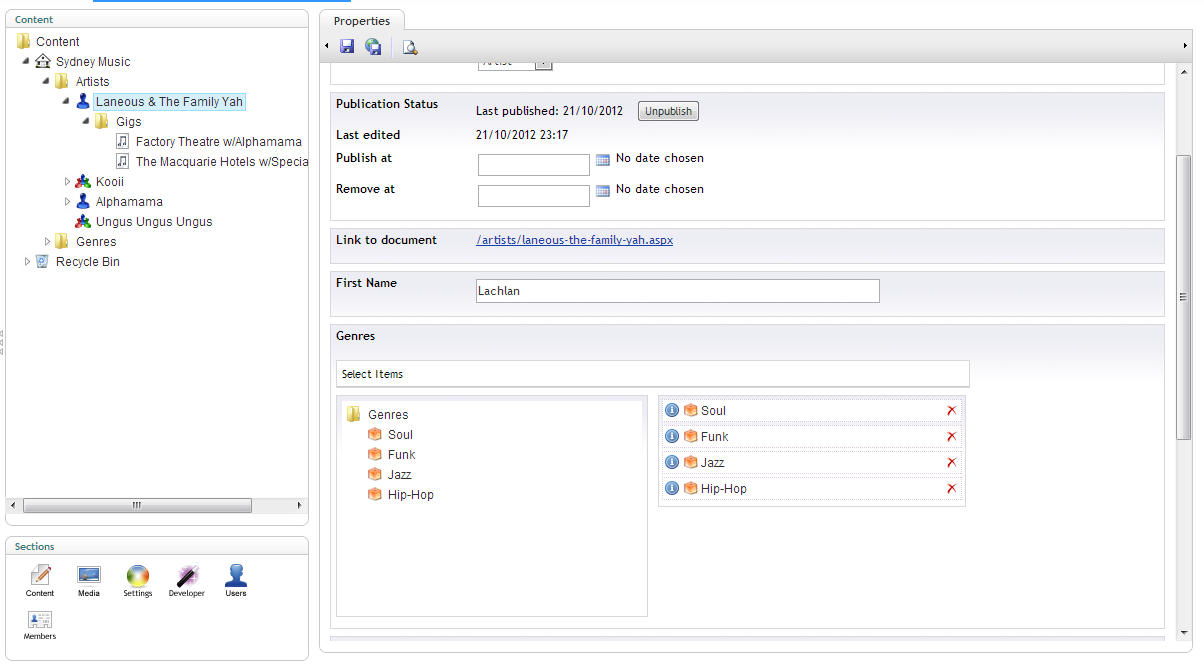 Content
Content
Sydney Music
Artists
Laneous & The Family Yah
Gigs
Factory Theatre w/Alphamama
The Macquarie Hotels w/Specia
Kooii
Alphamama
Ungus Ungus Ungus
Genres
Recycle Bin
Sections
Content Media Settings Developer Users
Members
Properties
Publication Status Last published: 21/10/2012 Unpublish
Last edited 21/10/2012 23:17
Publish at No date chosen
Remove at No date chosen
Link to document /artists/laneous-the-family-yah.aspx
First Name Lachlan
Genres
Select Items
Genres
Soul
Funk
Jazz
Hip-Hop
Soul
Funk
Jazz
Hip-Hop